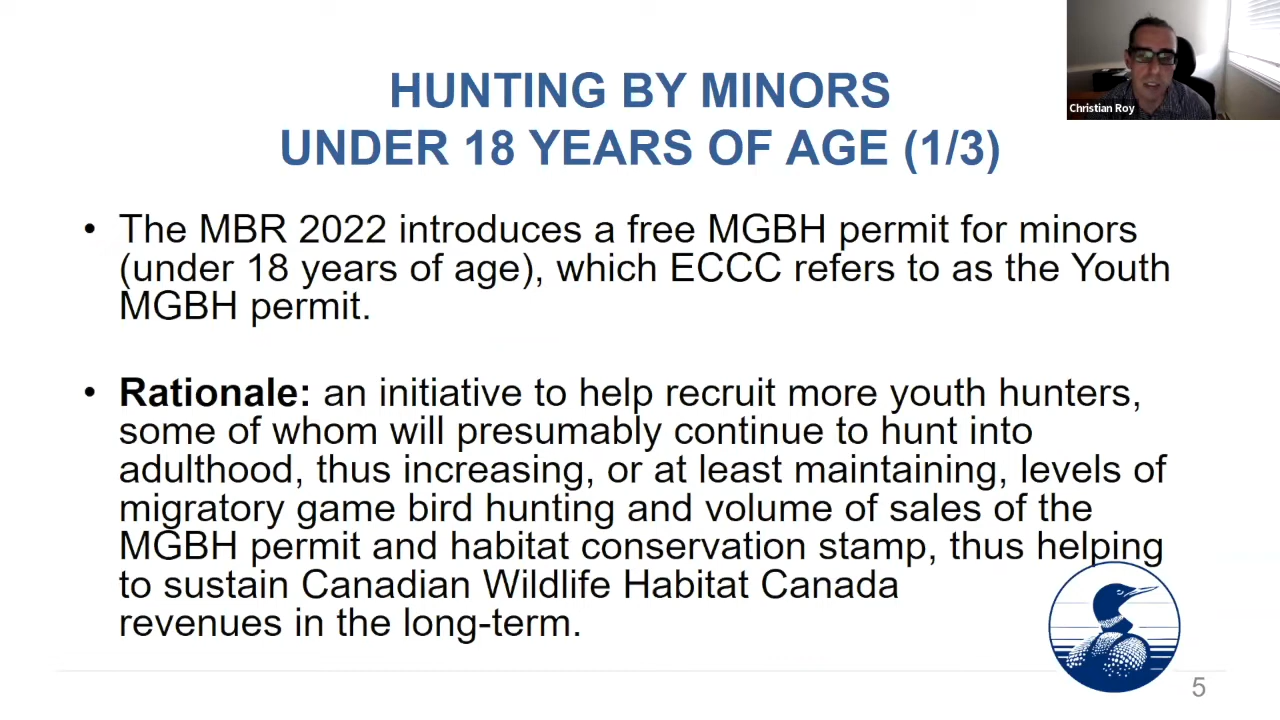 Christian Roy
HUNTING BY MINORS
UNDER 18 YEARS OF AGE (1/3)
• The MBR 2022 introduces a free MGBH permit for minors
(under 18 years of age), which ECCC refers to as the Youth
MGBH permit.
• Rationale: an initiative to help recruit more youth hunters,
some of whom will presumably continue to hunt into
adulthood, thus increasing, or at least maintaining, levels of
migratory game bird hunting and volume of sales of the
MGBH permit and habitat conservation stamp, thus helping
to sustain Canadian Wildlife Habitat Canada
revenues in the long-term.
5